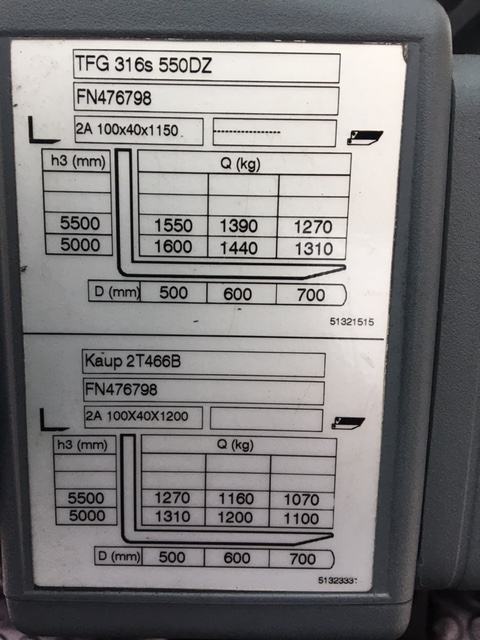 TFG 316s 550DZ
FN476798
2A 100x40x1150 -----------------
h3 (mm) Q (kg)
5500 1550 1390 1270
5000 1600 1440 1310
D (mm) 500 600 700
51321515
Kaup 2T466B
FN476798
2A 100X40X1200
h3 (mm) Q (kg)
5500 1270 1160 1070
5000 1310 1200 1100
D (mm) 500 600 700